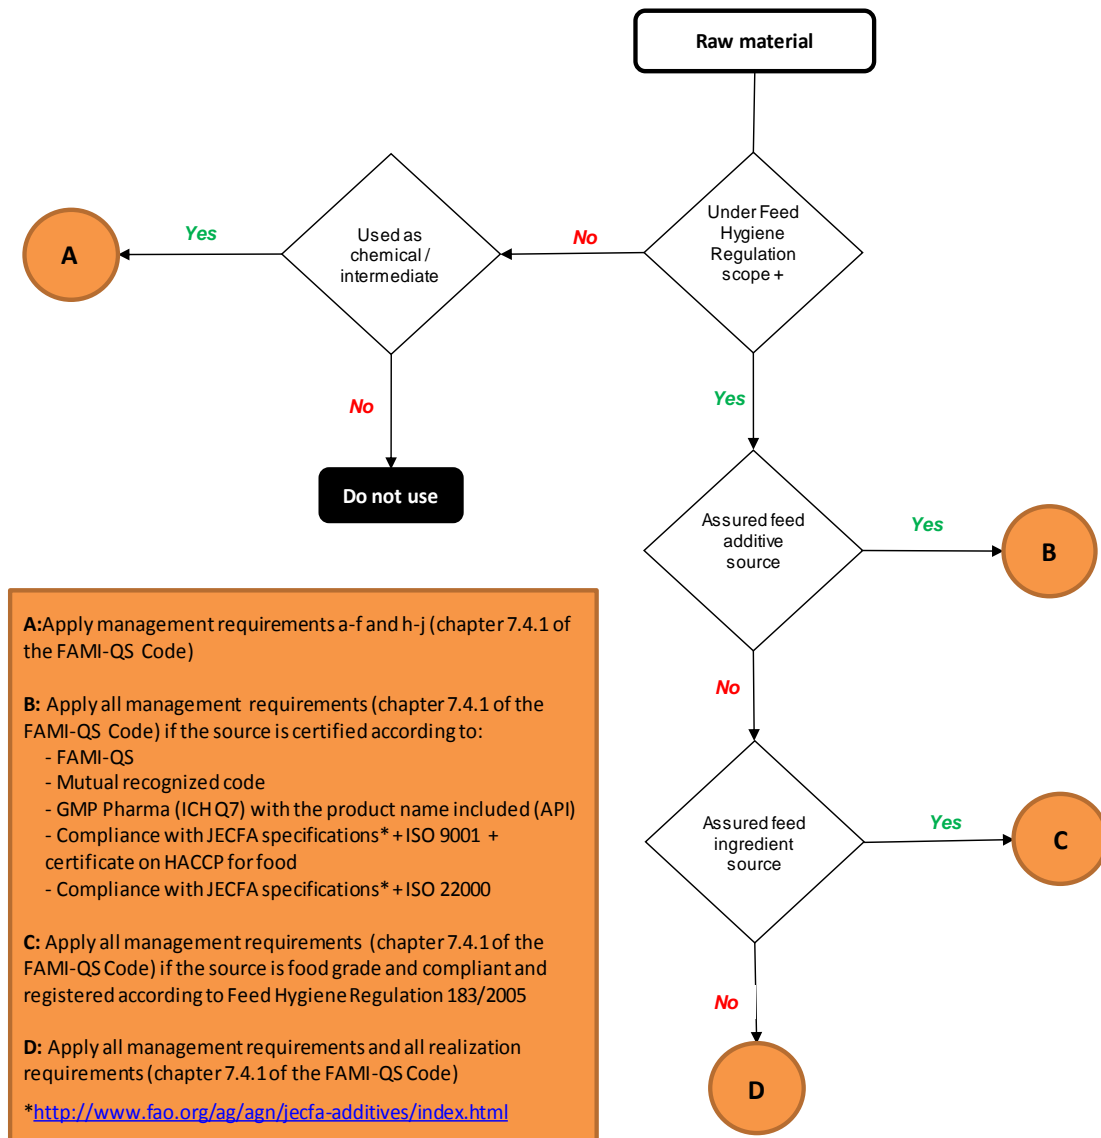 Raw material
Under Feed
Hygiene
Regulation
scope +
No
Used as
chemical /
intermediate
Yes
A
No
Do not use
Yes
Assured feed
additive
source
Yes
B
No
Assured feed
ingredient
source
Yes
C
No
D
A:Apply management requirements a-f and h-j (chapter 7.4.1 of
the FAMI-QS Code)
B: Apply all management requirements (chapter 7.4.1 of the
FAMI-QS Code) if the source is certified according to:
- FAMI-QS
- Mutual recognized code
- GMP Pharma (ICH Q7) with the product name included (API)
- Compliance with JECFA specifications* + ISO 9001 +
certificate on HACCP for food
- Compliance with JECFA specifications* + ISO 22000
C: Apply all management requirements (chapter 7.4.1 of the
FAMI-QS Code) if the source is food grade and compliant and
registered according to Feed Hygiene Regulation 183/2005
D: Apply all management requirements and all realization
requirements (chapter 7.4.1 of the FAMI-QS Code)
*http://www.fao.org/ag/agn/jecfa-additives/index.html